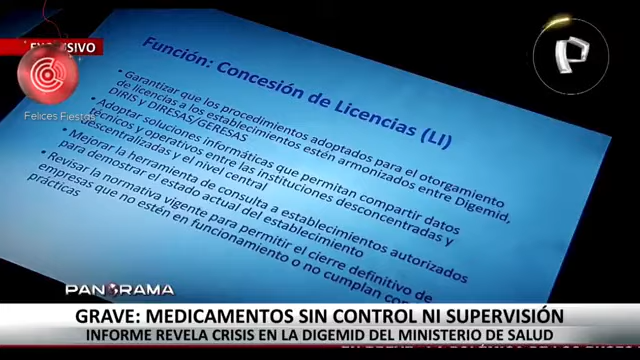 EXCLUSIVO
Felices Fiestas
Función: Concesión de Licencias (LI)
• Garantizar que los procedimientos adoptados para el otorgamiento
de licencias a los establecimientos estén armonizados entre Digemid,
DIRIS y DIRESAS/GERESAS
• Adoptar soluciones informáticas que permitan compartir datos
técnicos y operativos entre las instituciones desconcentradas y
descentralizadas y el nivel central
• Mejorar la herramienta de consulta a establecimientos autorizados
para demostrar el estado actual del establecimiento
• Revisar la normativa vigente para permitir el cierre definitivo de
empresas que no estén en funcionamiento o no cumplan con
prácticas
PANORAMA
GRAVE: MEDICAMENTOS SIN CONTROL NI SUPERVISIÓN
INFORME REVELA CRISIS EN LA DIGEMID DEL MINISTERIO DE SALUD